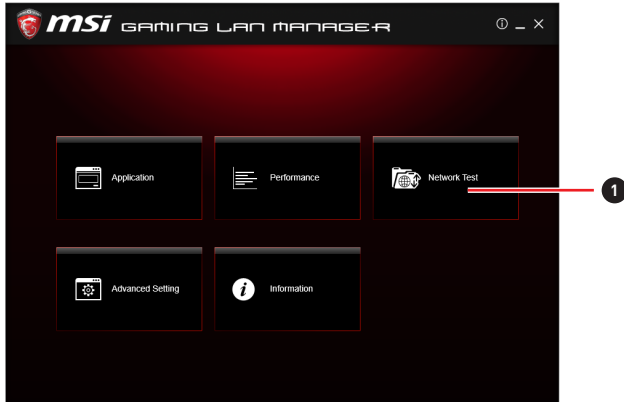 msi GAMING LAN MANAGER
Application
Performance
Network Test
1
Advanced Setting
Information